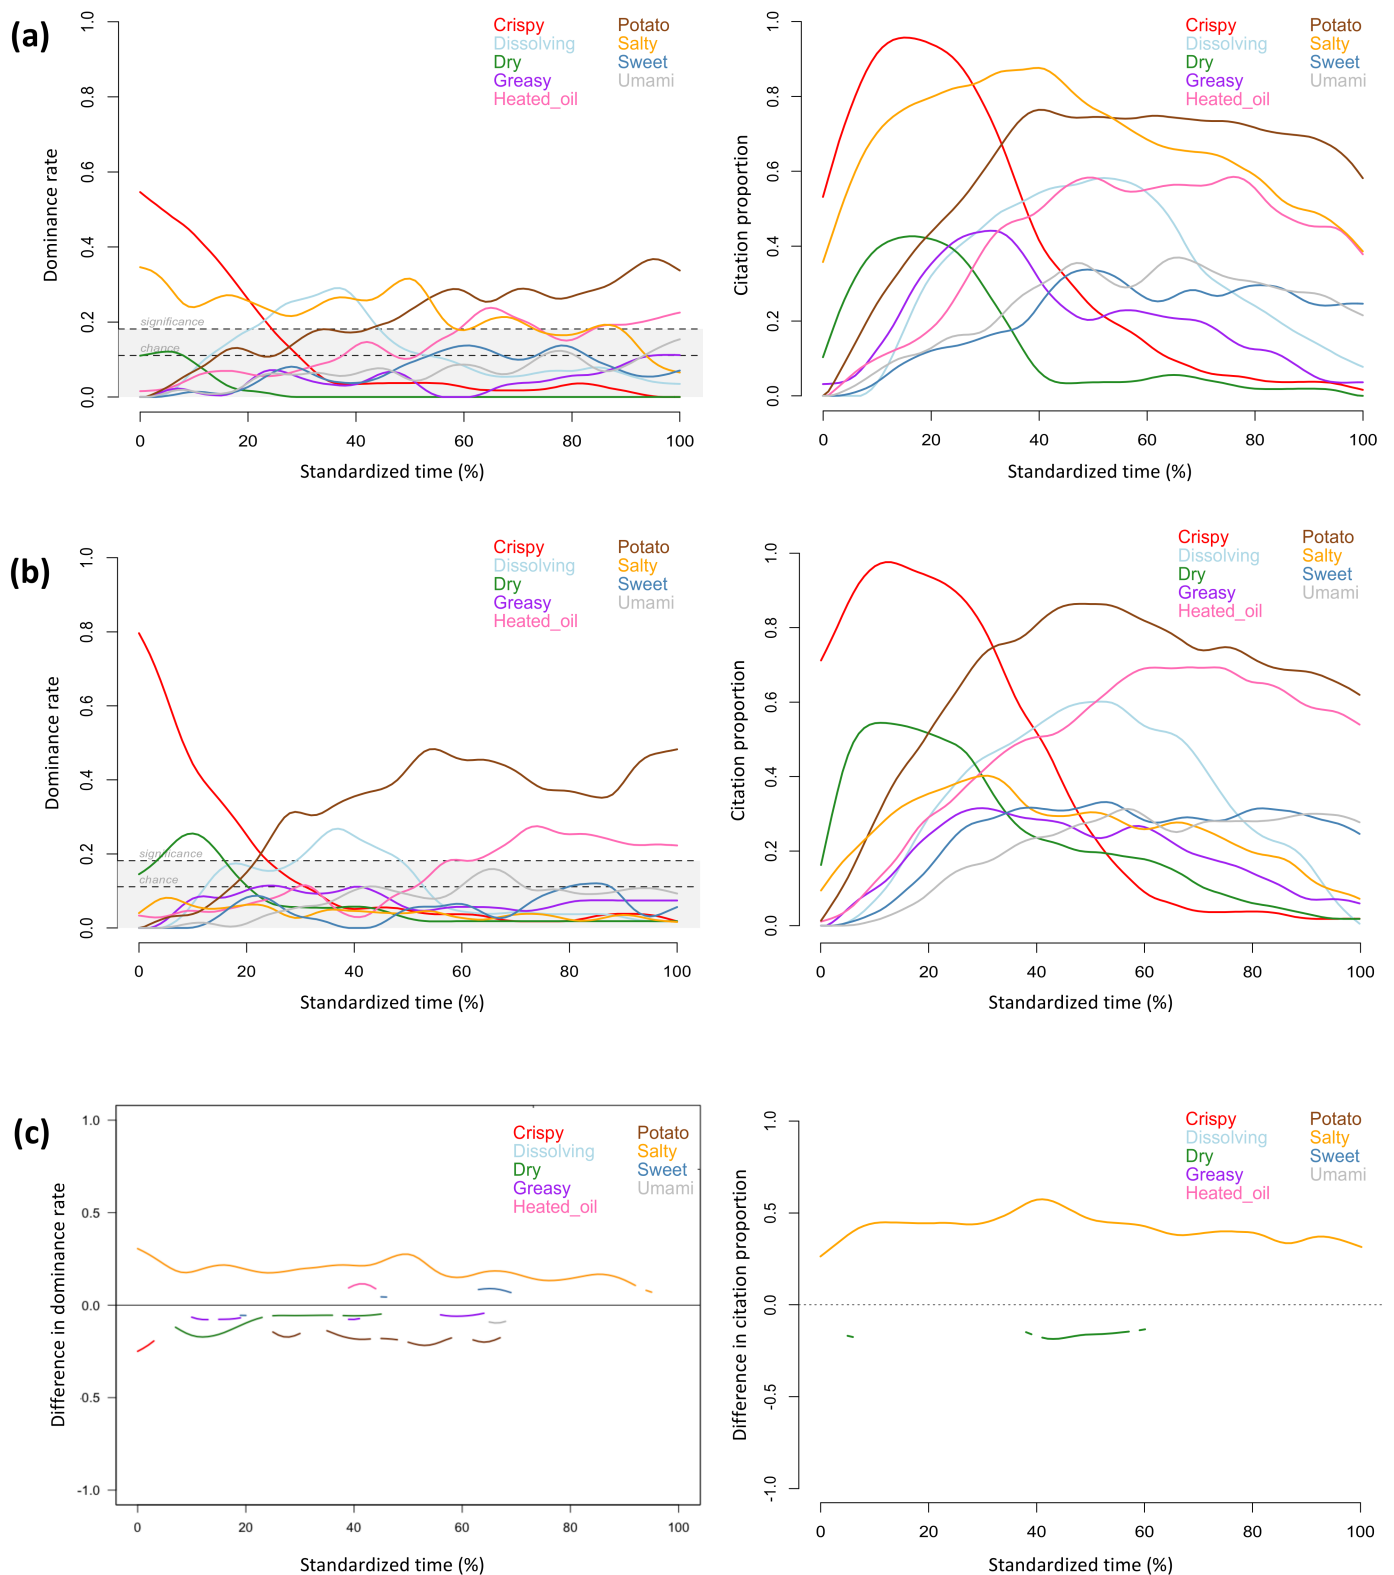 (a)
Crispy Potato
Dissolving Salty
Dry Sweet
Greasy Umami
Heated_oil
significance
chance
Dominance rate
0.0 0.2 0.4 0.6 0.8 1.0
0 20 40 60 80 100
Standardized time (%)
Crispy Potato
Dissolving Salty
Dry Sweet
Greasy Umami
Heated_oil
Citation proportion
0.0 0.2 0.4 0.6 0.8 1.0
0 20 40 60 80 100
Standardized time (%)
(b)
Crispy Potato
Dissolving Salty
Dry Sweet
Greasy Umami
Heated_oil
significance
chance
Dominance rate
0.0 0.2 0.4 0.6 0.8 1.0
0 20 40 60 80 100
Standardized time (%)
Crispy Potato
Dissolving Salty
Dry Sweet
Greasy Umami
Heated_oil
Citation proportion
0.0 0.2 0.4 0.6 0.8 1.0
0 20 40 60 80 100
Standardized time (%)
(c)
Crispy Potato
Dissolving Salty
Dry Sweet
Greasy Umami
Heated_oil
Difference in dominance rate
1.0
0.5
0.0
-0.5
-1.0
0 20 40 60 80 100
Standardized time (%)
Crispy Potato
Dissolving Salty
Dry Sweet
Greasy Umami
Heated_oil
Difference in citation proportion
-1.0 -0.5 0.0 0.5 1.0
0 20 40 60 80 100
Standardized time (%)